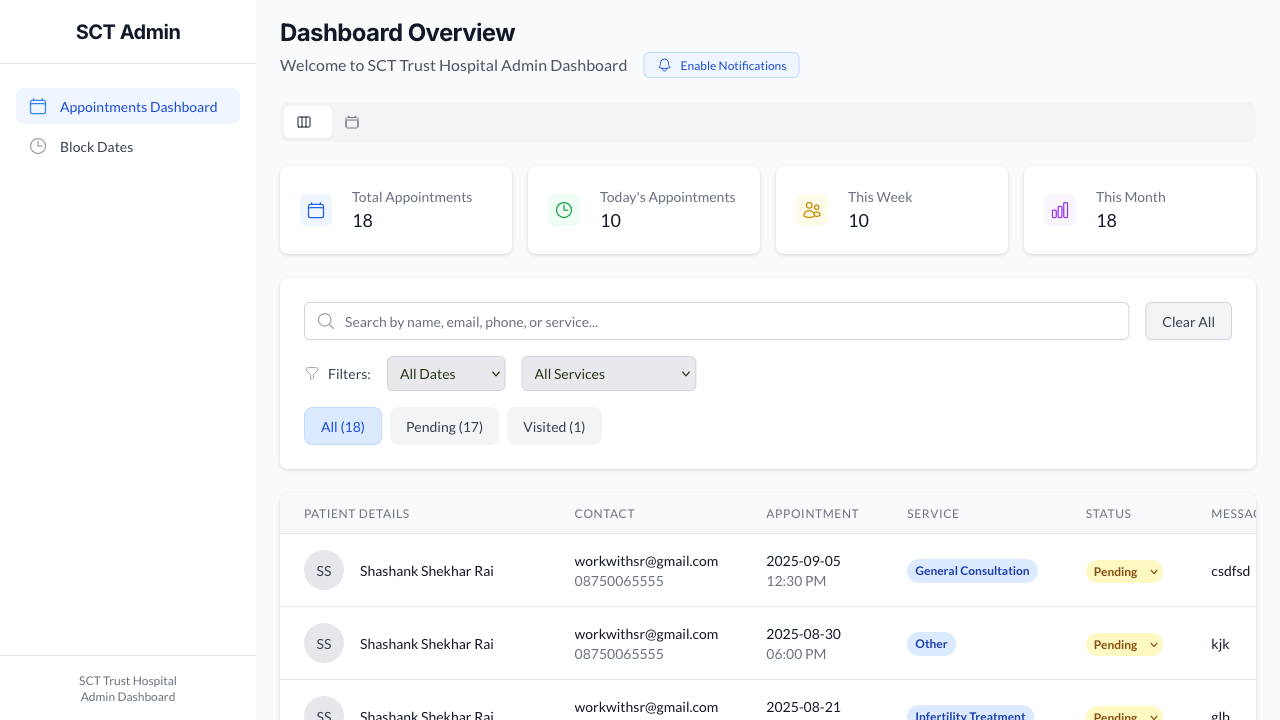 SCT Admin
Appointments Dashboard
Block Dates
SCT Trust Hospital
Admin Dashboard
Dashboard Overview
Welcome to SCT Trust Hospital Admin Dashboard
Enable Notifications
Total Appointments
18
Today's Appointments
10
This Week
10
This Month
18
Search by name, email, phone, or service...
Clear All
Filters:
All Dates
All Services
All (18)
Pending (17)
Visited (1)
PATIENT DETAILS CONTACT APPOINTMENT SERVICE STATUS MESSAG
SS Shashank Shekhar Rai workwithsr@gmail.com 2025-09-05 General Consultation Pending csdfsd
08750065555 12:30 PM
SS Shashank Shekhar Rai workwithsr@gmail.com 2025-08-30 Other Pending kjk
08750065555 06:00 PM
SS Shashank Shekhar Rai workwithsr@gmail.com 2025-08-21 Infertility Treatment Pending